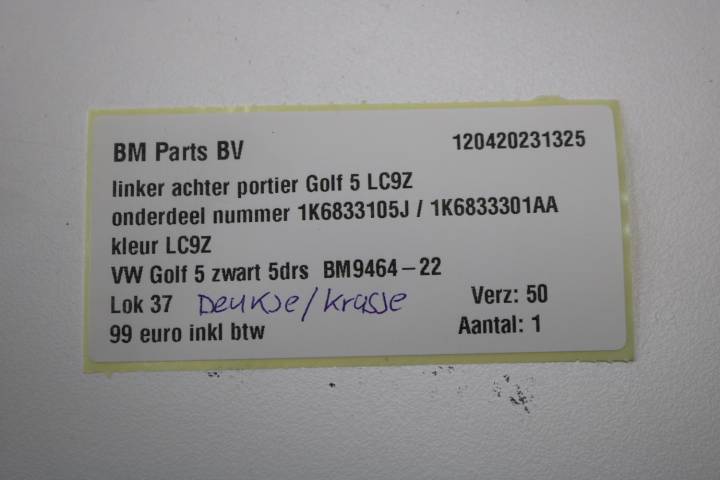 BM Parts BV 120420231325
linker achter portier Golf 5 LC9Z
onderdeel nummer 1K6833105J / 1K6833301AA
kleur LC9Z
VW Golf 5 zwart 5drs BM9464-22
Lok 37 Deukje/krasje Verz: 50
99 euro inkl btw Aantal: 1